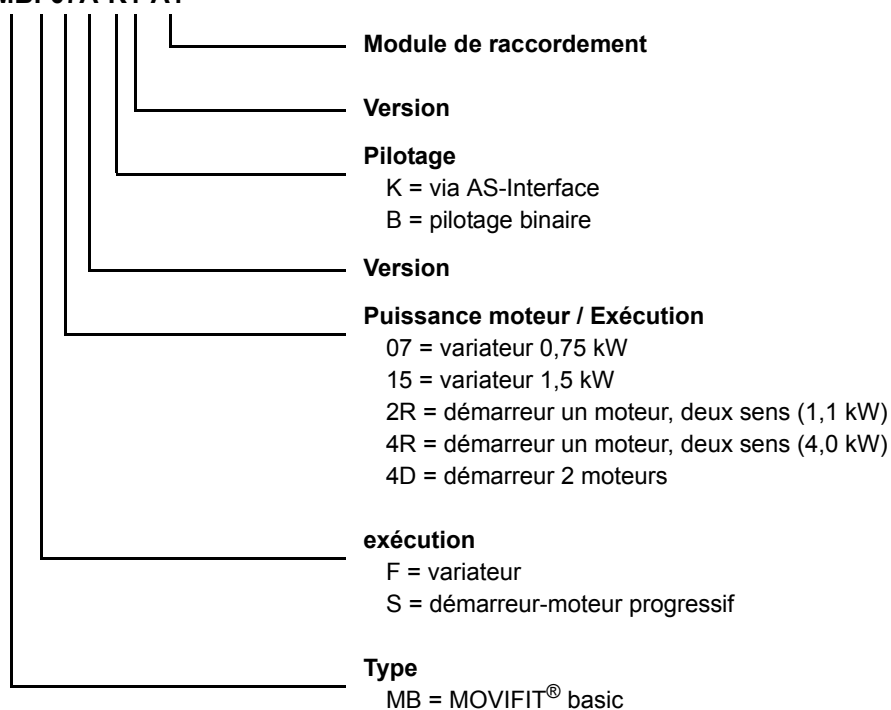 Module de raccordement
Version
Pilotage
K = via AS-Interface
B = pilotage binaire
Version
Puissance moteur / Exécution
07 = variateur 0,75 kW
15 = variateur 1,5 kW
2R = démarreur un moteur, deux sens (1,1 kW)
4R = démarreur un moteur, deux sens (4,0 kW)
4D = démarreur 2 moteurs
exécution
F = variateur
S = démarreur-moteur progressif
Type
MB = MOVIFIT® basic